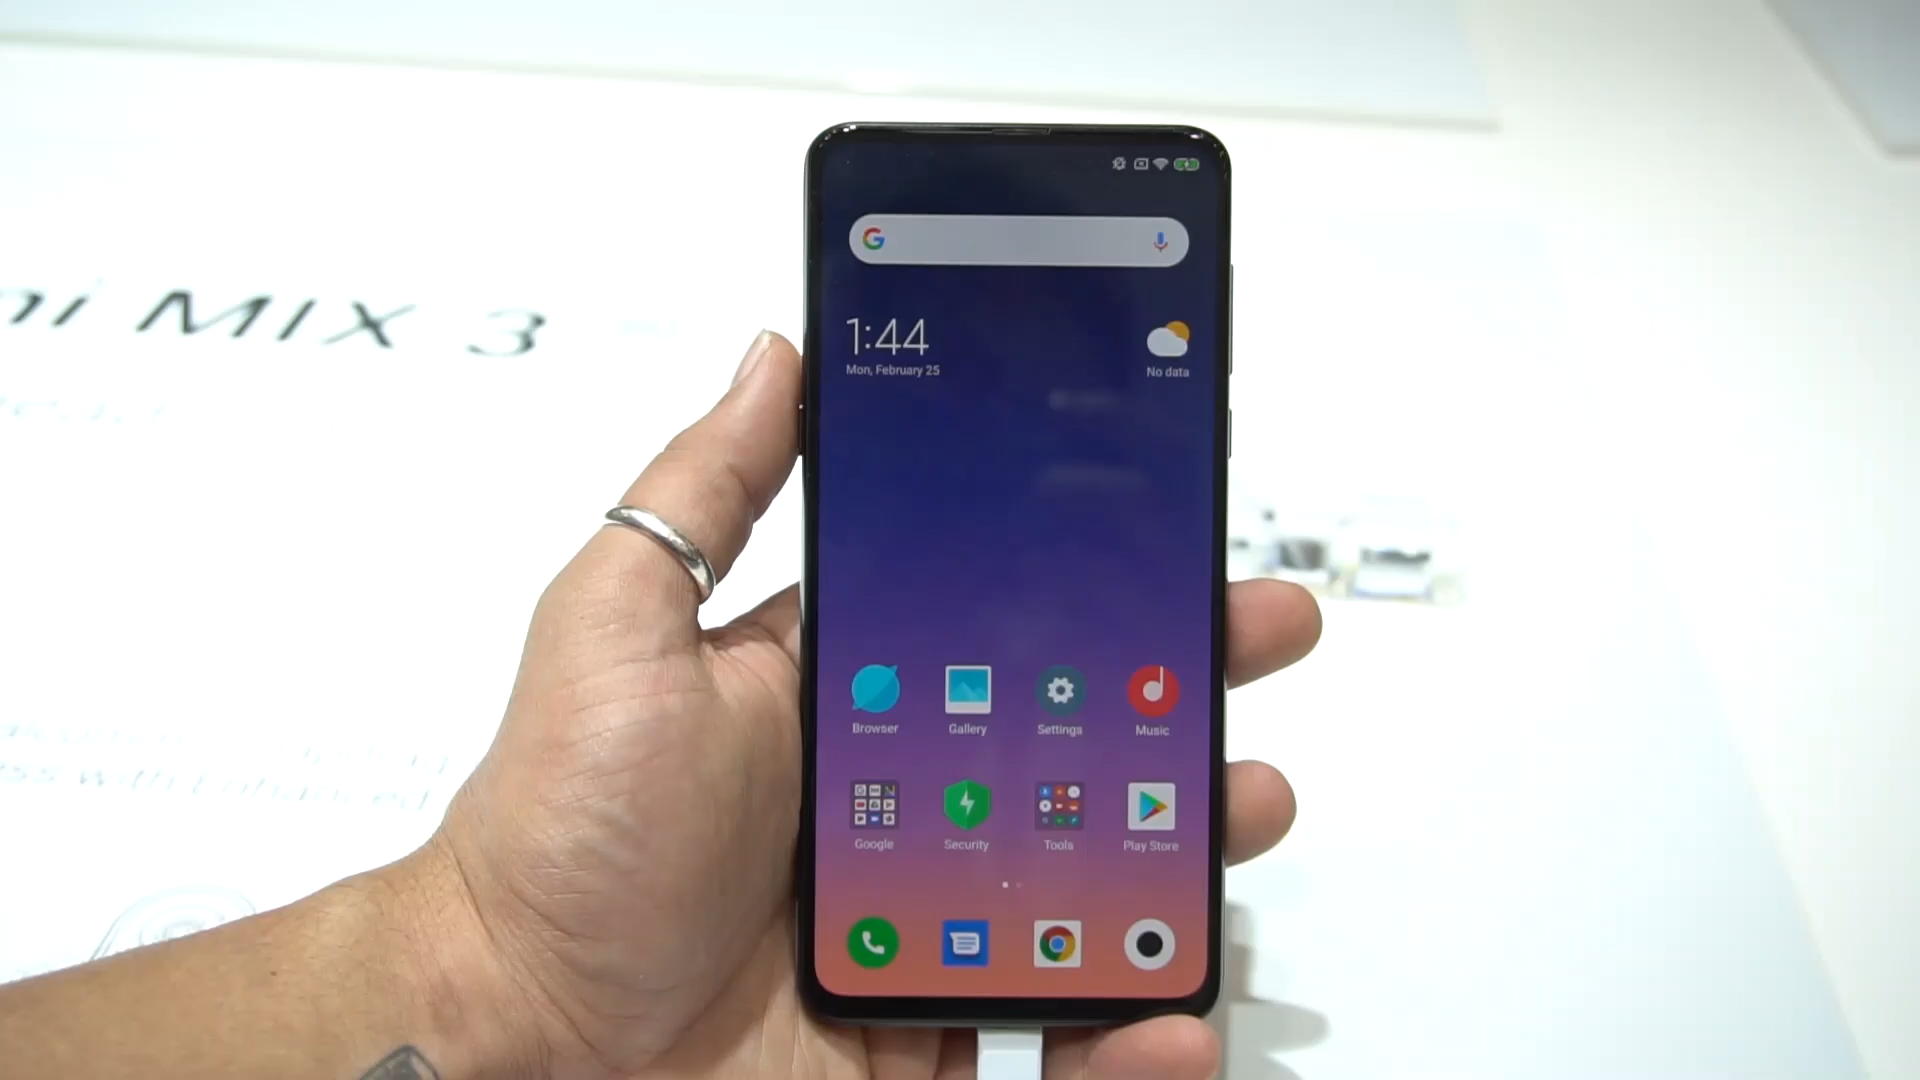 MIX 3
1:44
Mon, February 25
No data
Browser
Gallery
Settings
Music
Google
Security
Tools
Play Store